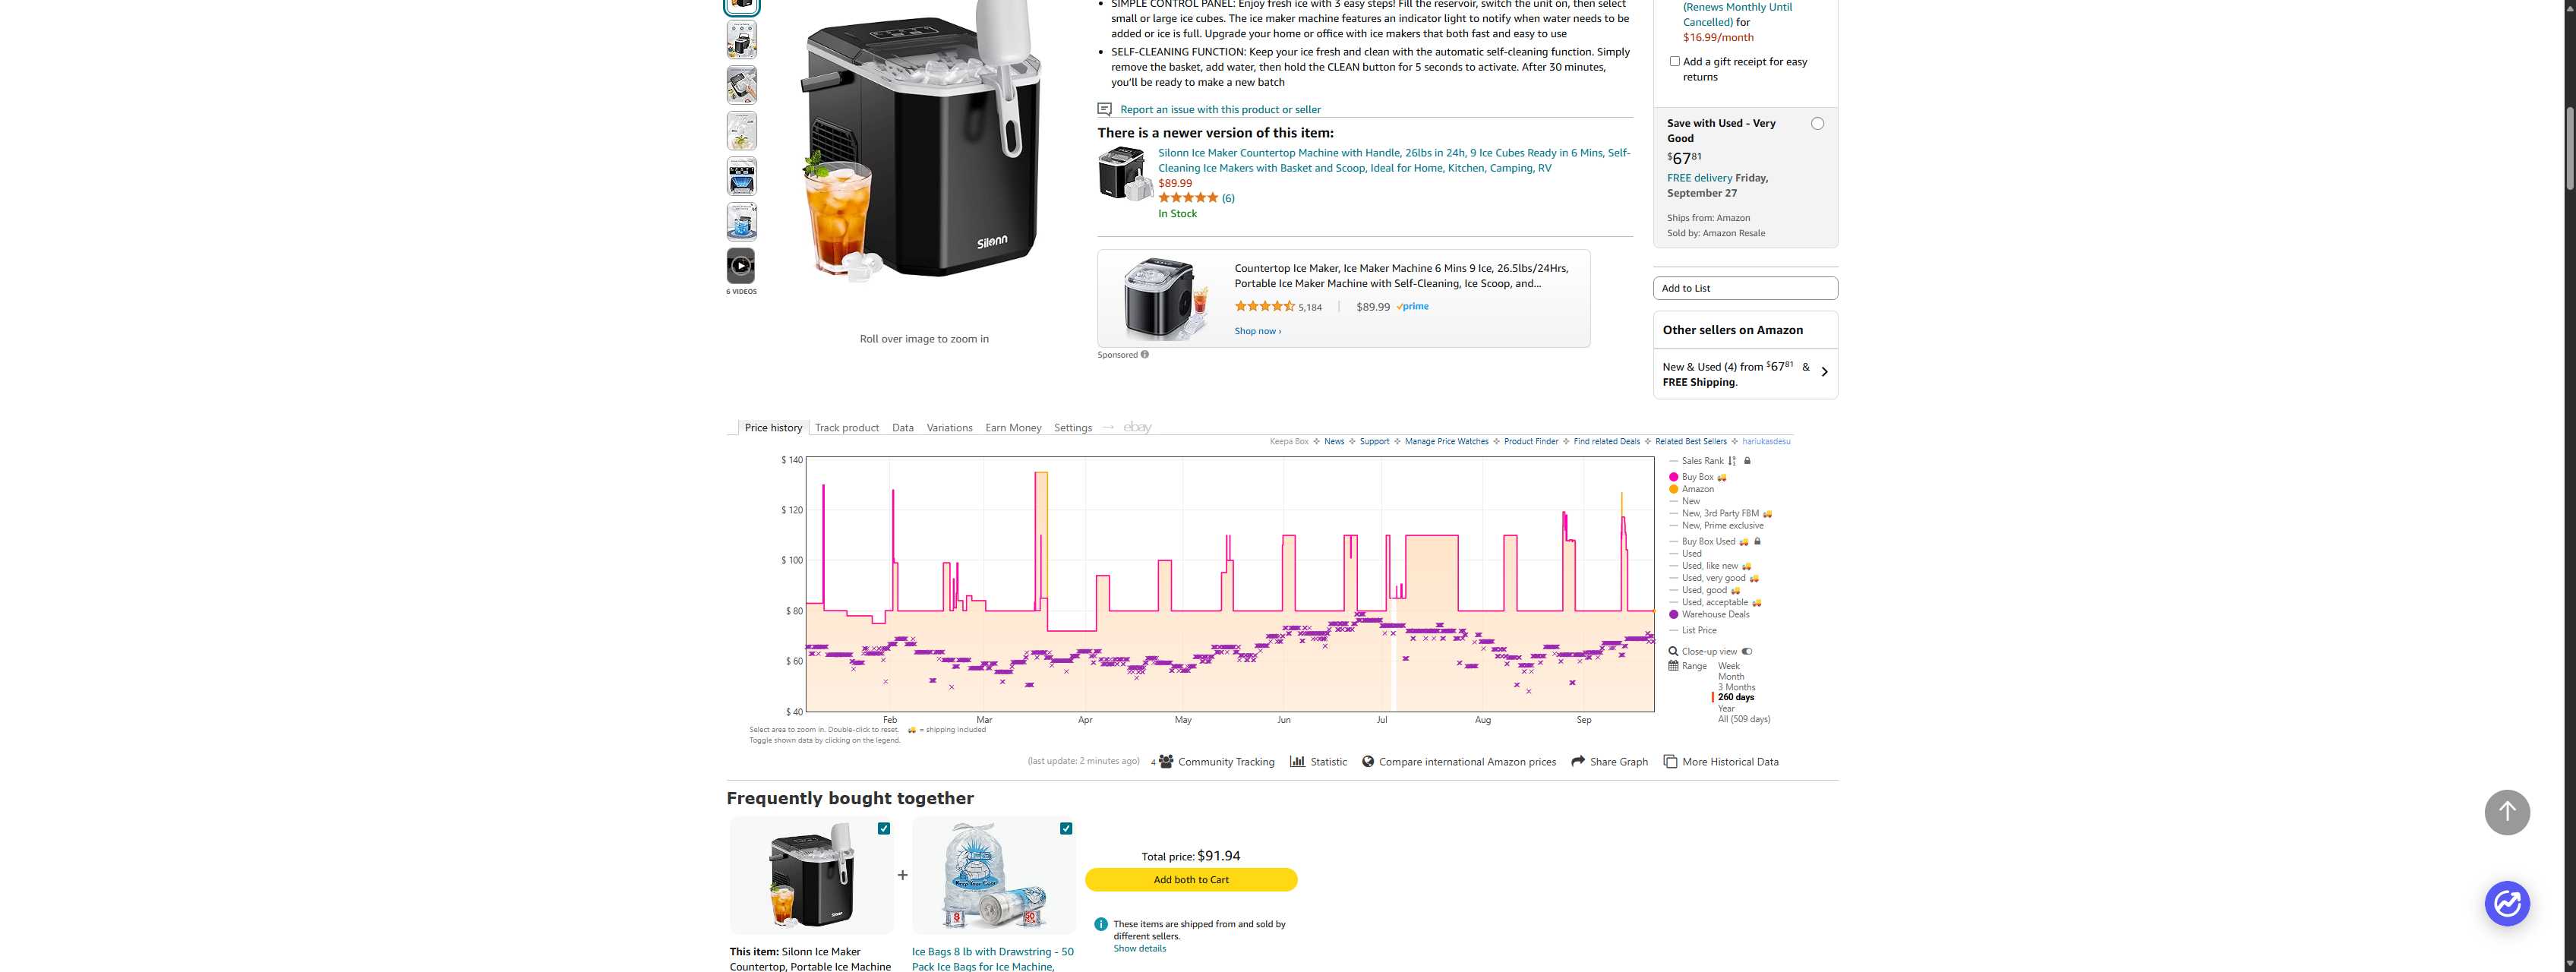 SIMPLE CONTROL PANEL: Enjoy fresh ice with 3 easy steps! Fill the reservoir, switch the unit on, then select
small or large ice cubes. The ice maker machine features an indicator light to notify when water needs to be
added or ice is full. Upgrade your home or office with ice makers that both fast and easy to use
SELF-CLEANING FUNCTION: Keep your ice fresh and clean with the automatic self-cleaning function. Simply
remove the basket, add water, then hold the CLEAN button for 5 seconds to activate. After 30 minutes,
you'll be ready to make a new batch
Report an issue with this product or seller
There is a newer version of this item:
Silonn Ice Maker Countertop Machine with Handle, 26lbs in 24h, 9 Ice Cubes Ready in 6 Mins, Self-
Cleaning Ice Makers with Basket and Scoop, Ideal for Home, Kitchen, Camping, RV
$89.99
(6)
In Stock
Countertop Ice Maker, Ice Maker Machine 6 Mins 9 Ice, 26.5lbs/24Hrs,
Portable Ice Maker Machine with Self-Cleaning, Ice Scoop, and...
5,184 | $89.99 prime
Shop now ›
Sponsored
Silonn
6 VIDEOS
Roll over image to zoom in
(Renews Monthly Until
Cancelled) for
$16.99/month
Add a gift receipt for easy
returns
Save with Used - Very
Good
$67 81
FREE delivery Friday,
September 27
Ships from: Amazon
Sold by: Amazon Resale
Add to List
Other sellers on Amazon
New & Used (4) from $67 81 &
FREE Shipping.
Price history Track product Data Variations Earn Money Settings → ebay
Keepa Box News Support Manage Price Watches Product Finder Find related Deals Related Best Sellers harlukasdesu
$ 140
$ 120
$ 100
$ 80
$ 60
$ 40
Feb Mar Apr May Jun Jul Aug Sep
Sales Rank
Buy Box
Amazon
New
New, 3rd Party FBM
New, Prime exclusive
Buy Box Used
Used
Used, like new
Used, very good
Used, good
Used, acceptable
Warehouse Deals
List Price
Close-up view
Range Week
Month
3 Months
260 days
Year
All (509 days)
Select area to zoom in. Double-click to reset. = shipping included
Toggle shown data by clicking on the legend.
(last update: 2 minutes ago) 4 Community Tracking Statistic Compare international Amazon prices Share Graph More Historical Data
Frequently bought together
+
Total price: $91.94
Add both to Cart
These items are shipped from and sold by
different sellers.
Show details
This item: Silonn Ice Maker
Countertop, Portable Ice Machine
Ice Bags 8 lb with Drawstring - 50
Pack Ice Bags for Ice Machine,